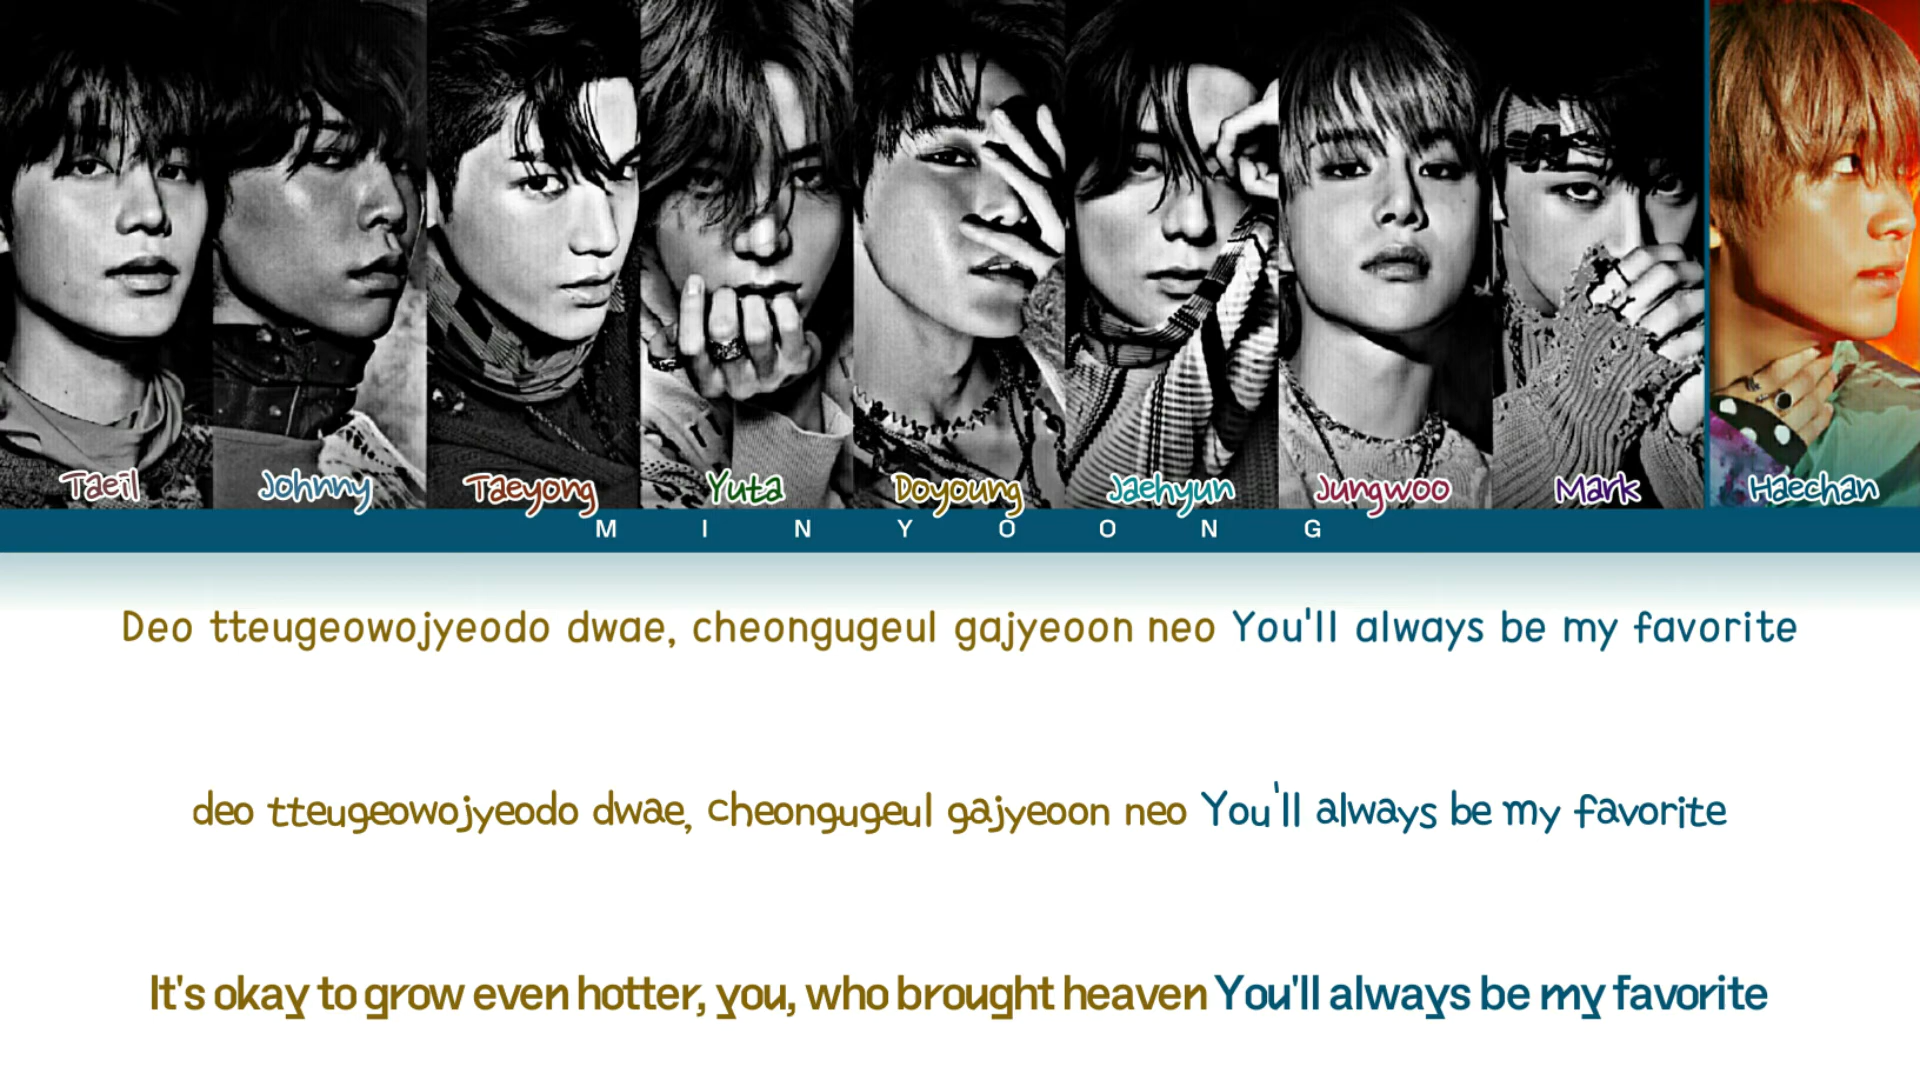 Taeil Johnny Taeyong Yuta Doyoung Jaehyun Jungwoo Mark Haechan
MINYOONG
Deo tteugeowojyeodo dwae, cheongugeul gajyeoon neo You'll always be my favorite
deo tteugeowojyeodo dwae, cheongugeul gajyeoon neo You'll always be my favorite
It's okay to grow even hotter, you, who brought heaven You'll always be my favorite